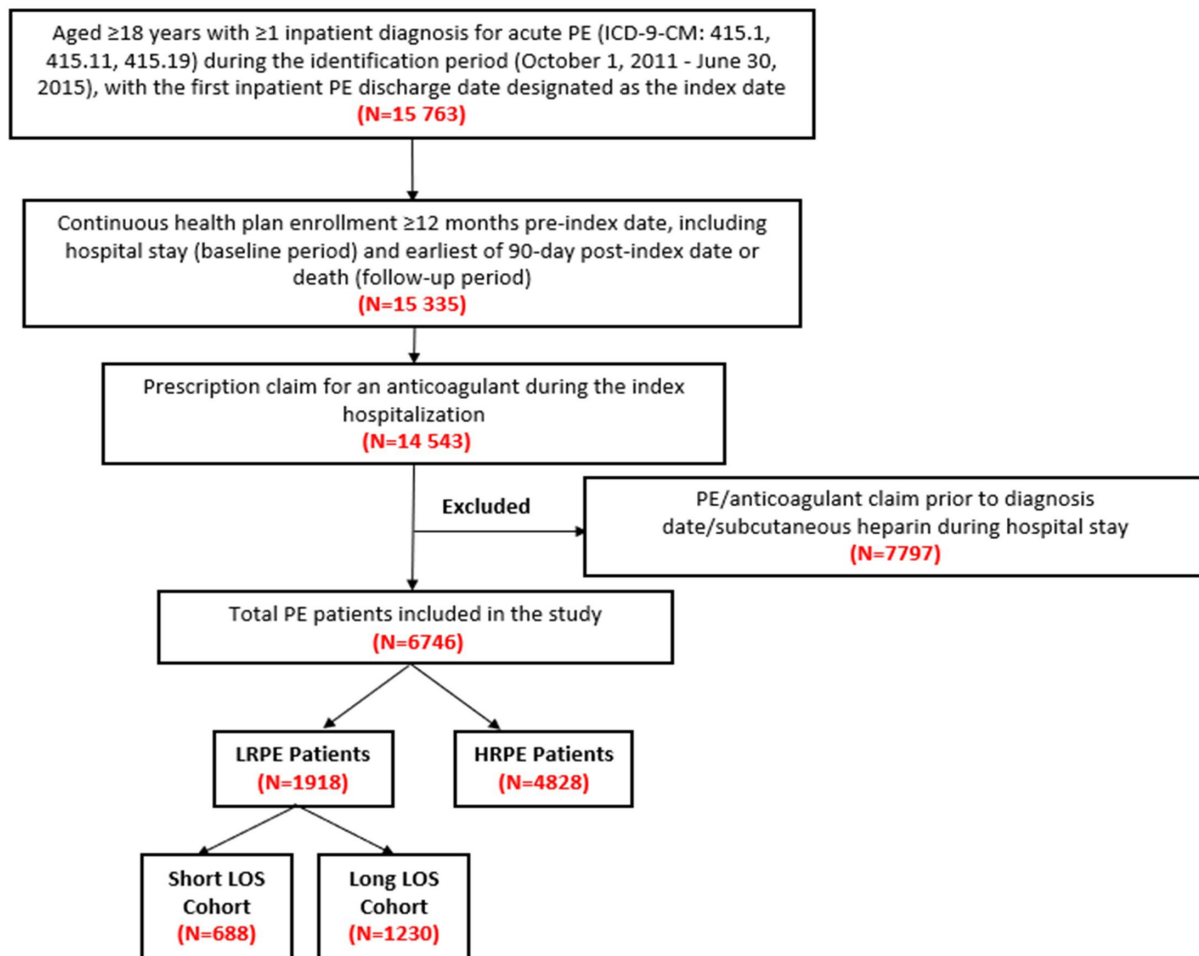 Aged ≥18 years with ≥1 inpatient diagnosis for acute PE (ICD-9-CM: 415.1,
415.11, 415.19) during the identification period (October 1, 2011 - June 30,
2015), with the first inpatient PE discharge date designated as the index date
(N=15 763)
Continuous health plan enrollment ≥12 months pre-index date, including
hospital stay (baseline period) and earliest of 90-day post-index date or
death (follow-up period)
(N=15 335)
Prescription claim for an anticoagulant during the index
hospitalization
(N=14 543)
Excluded
PE/anticoagulant claim prior to diagnosis
date/subcutaneous heparin during hospital stay
(N=7797)
Total PE patients included in the study
(N=6746)
LRPE Patients
(N=1918)
HRPE Patients
(N=4828)
Short LOS
Cohort
(N=688)
Long LOS
Cohort
(N=1230)